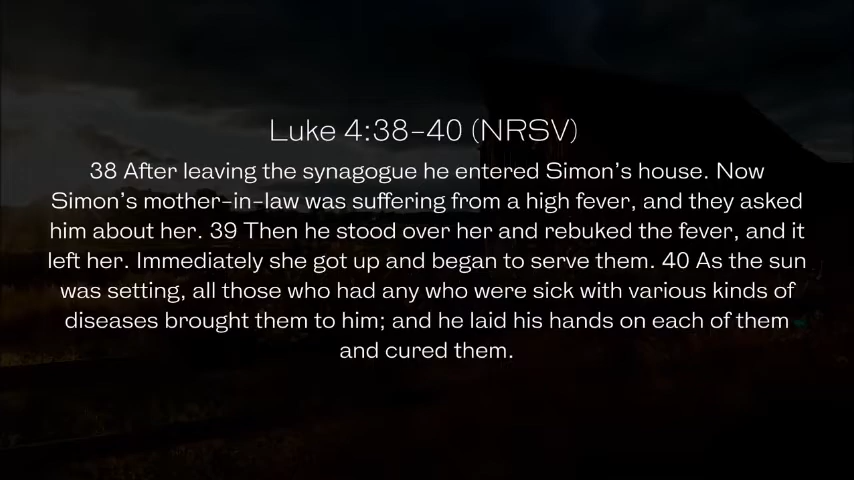 Luke 4:38-40 (NRSV)
38 After leaving the synagogue he entered Simon's house. Now
Simon's mother-in-law was suffering from a high fever, and they asked
him about her. 39 Then he stood over her and rebuked the fever, and it
left her. Immediately she got up and began to serve them. 40 As the sun
was setting, all those who had any who were sick with various kinds of
diseases brought them to him; and he laid his hands on each of them
and cured them.